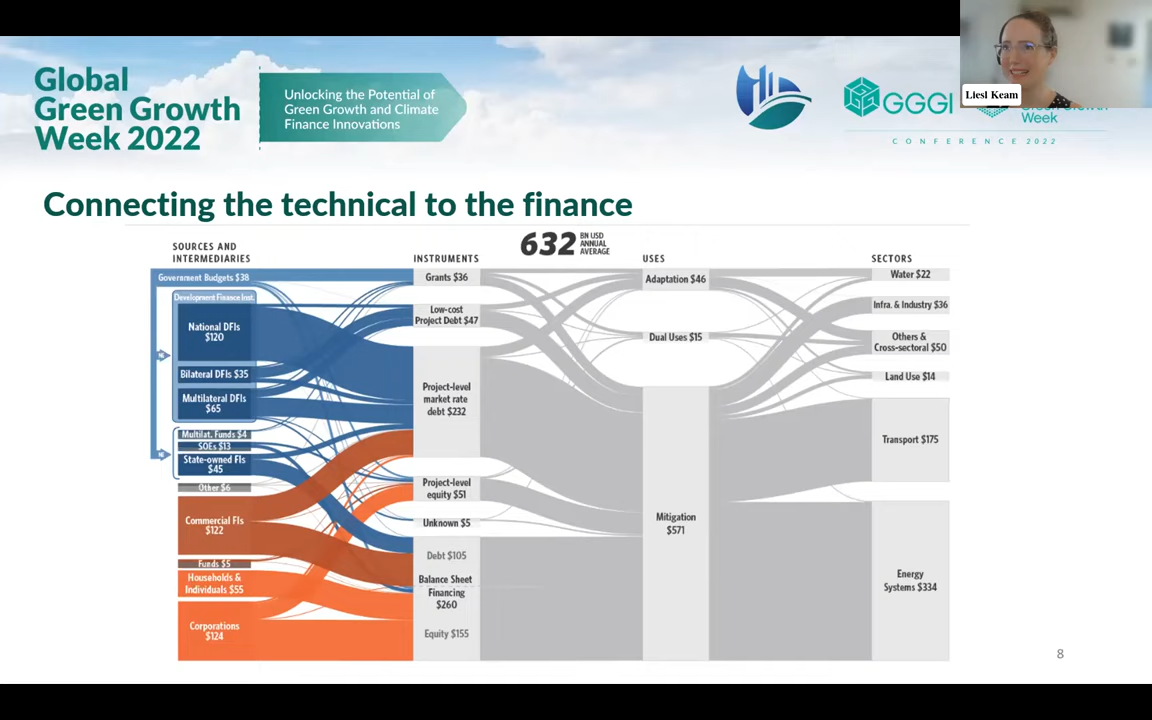 Global
Green Growth
Week 2022
Unlocking the Potential of
Green Growth and Climate
Finance Innovations
GGGI
Week
CONFERENCE 2022
Liesl Keam
Connecting the technical to the finance
632 BN USD
ANNUAL
AVERAGE
SOURCES AND
INTERMEDIARIES
INSTRUMENTS
USES
SECTORS
Government Budgets $38
Development Finance Inst.
National DFIs
$120
Bilateral DFIs $35
Multilateral DFIs
$65
Multilat. Funds $4
SOEs $13
State-owned FIs
$45
Other $6
Commercial FIs
$122
Funds $5
Households &
Individuals $55
Corporations
$124
Grants $36
Low-cost
Project Debt $47
Project-level
market rate
debt $232
Project-level
equity $51
Unknown $5
Debt $105
Balance Sheet
Financing
$260
Equity $155
Adaptation $46
Dual Uses $15
Mitigation
$571
Water $22
Infra. & Industry $36
Others &
Cross-sectoral $50
Land Use $14
Transport $175
Energy
Systems $334
8